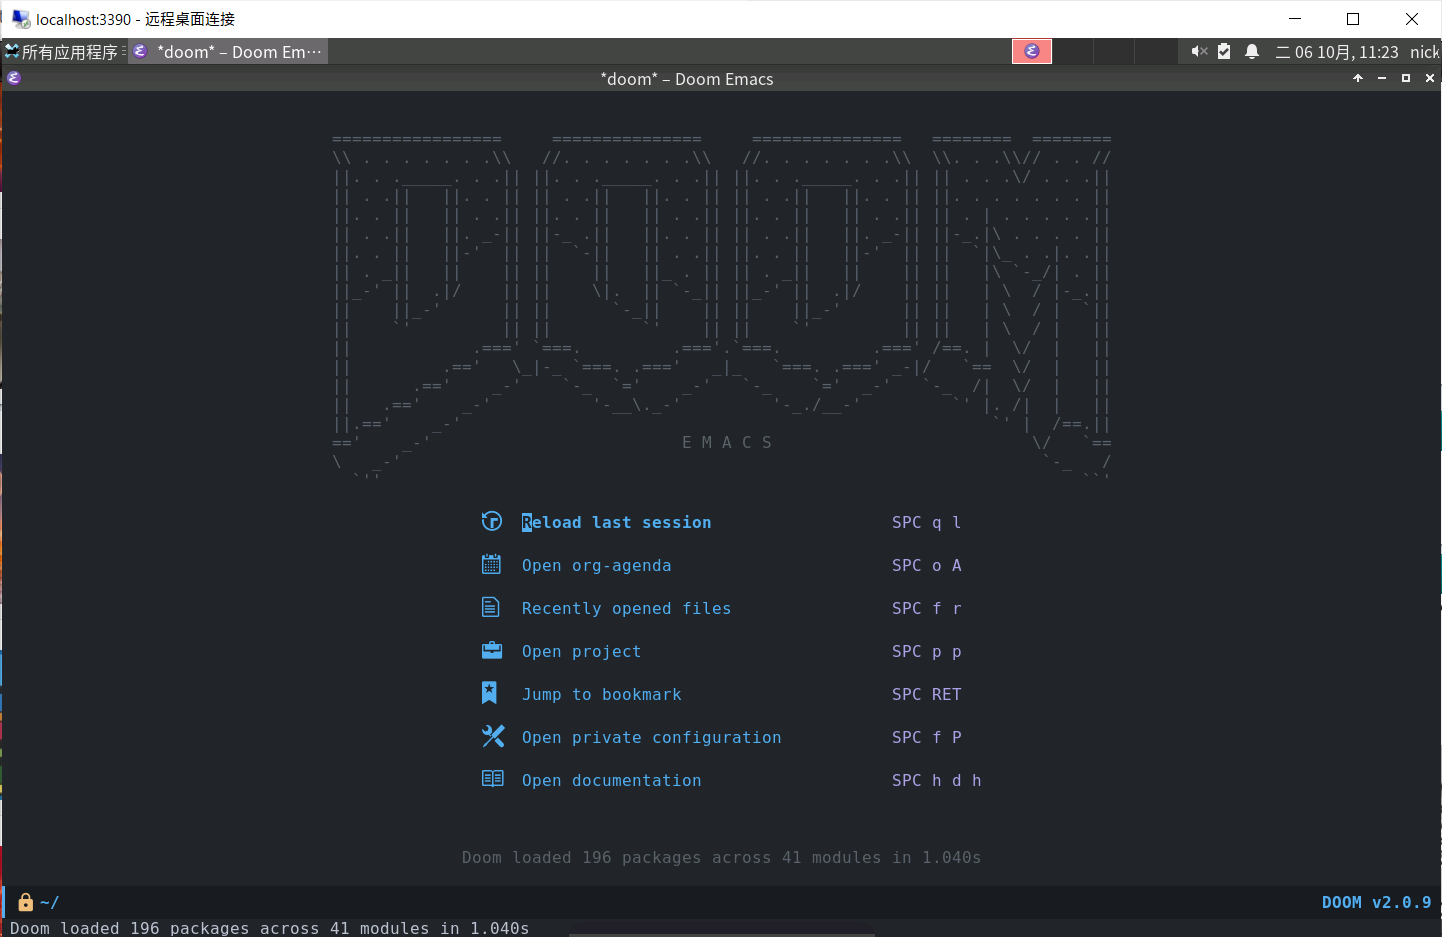 localhost:3390 - 远程桌面连接
所有应用程序 *doom* – Doom Em··· 二 06 10月, 11:23 nick
*doom* – Doom Emacs
E M A C S
Reload last session SPC q l
Open org-agenda SPC o A
Recently opened files SPC f r
Open project SPC p p
Jump to bookmark SPC RET
Open private configuration SPC f P
Open documentation SPC h d h
Doom loaded 196 packages across 41 modules in 1.040s
~/ DOOM v2.0.9
Doom loaded 196 packages across 41 modules in 1.040s